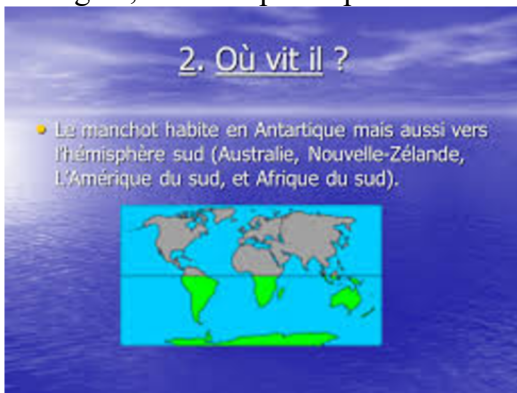 2. Où vit il ?
• Le manchot habite en Antartique mais aussi vers
l'hémisphère sud (Australie, Nouvelle-Zélande,
L'Amérique du sud, et Afrique du sud).